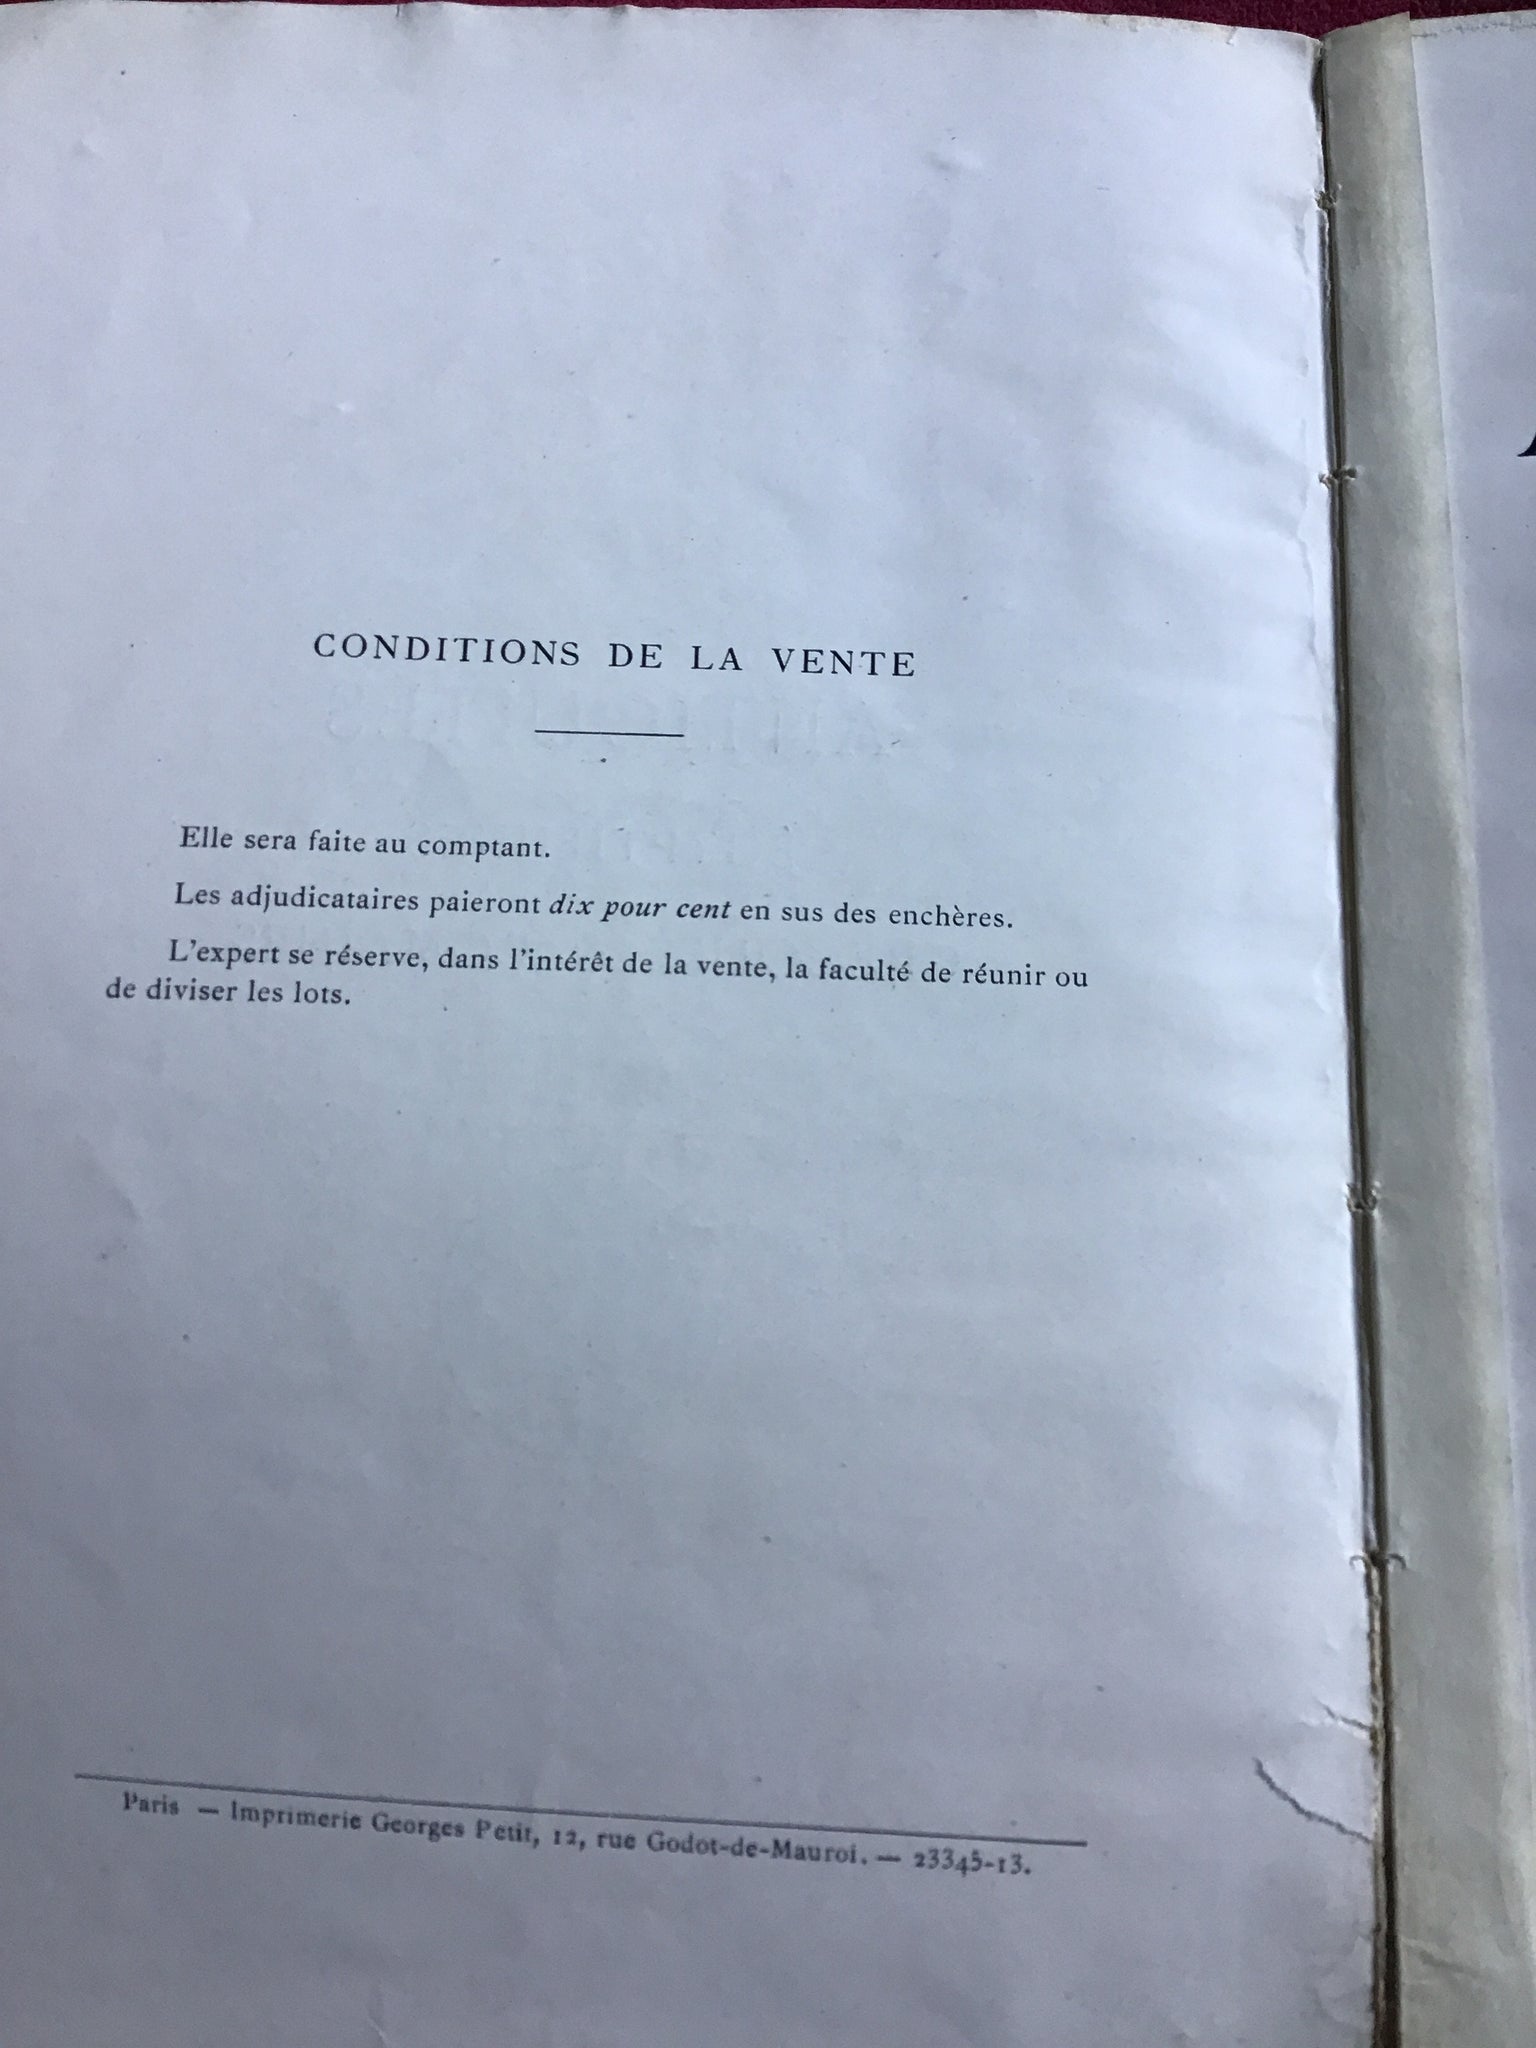 CONDITIONS DE LA VENTE
Elle sera faite au comptant.
Les adjudicataires paieront dix pour cent en sus des enchères.
L'expert se réserve, dans l'intérêt de la vente, la faculté de réunir ou
de diviser les lots.
Paris — Imprimerie Georges Petit, 12, rue Godot-de-Mauroi. — 23345-13.